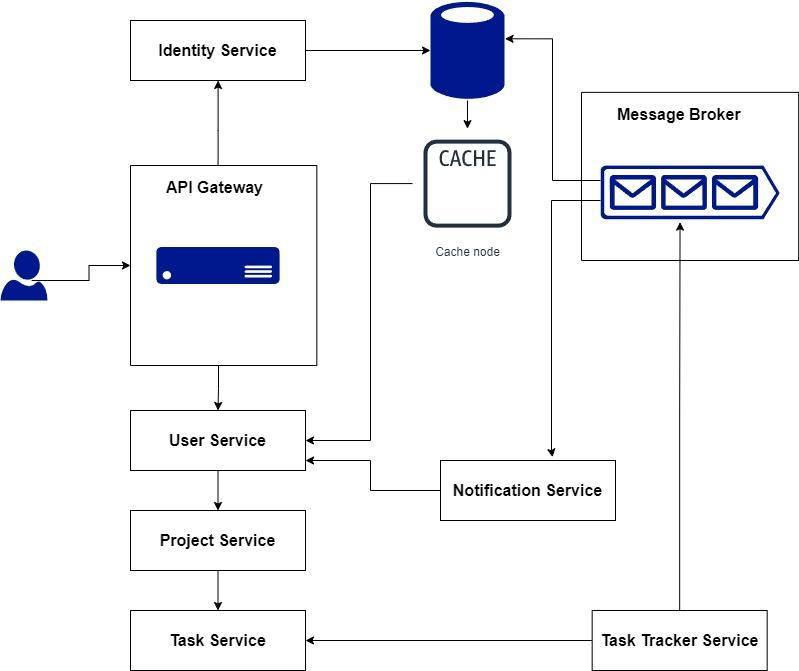 Identity Service
Message Broker
CACHE
API Gateway
Cache node
User Service
Notification Service
Project Service
Task Service
Task Tracker Service